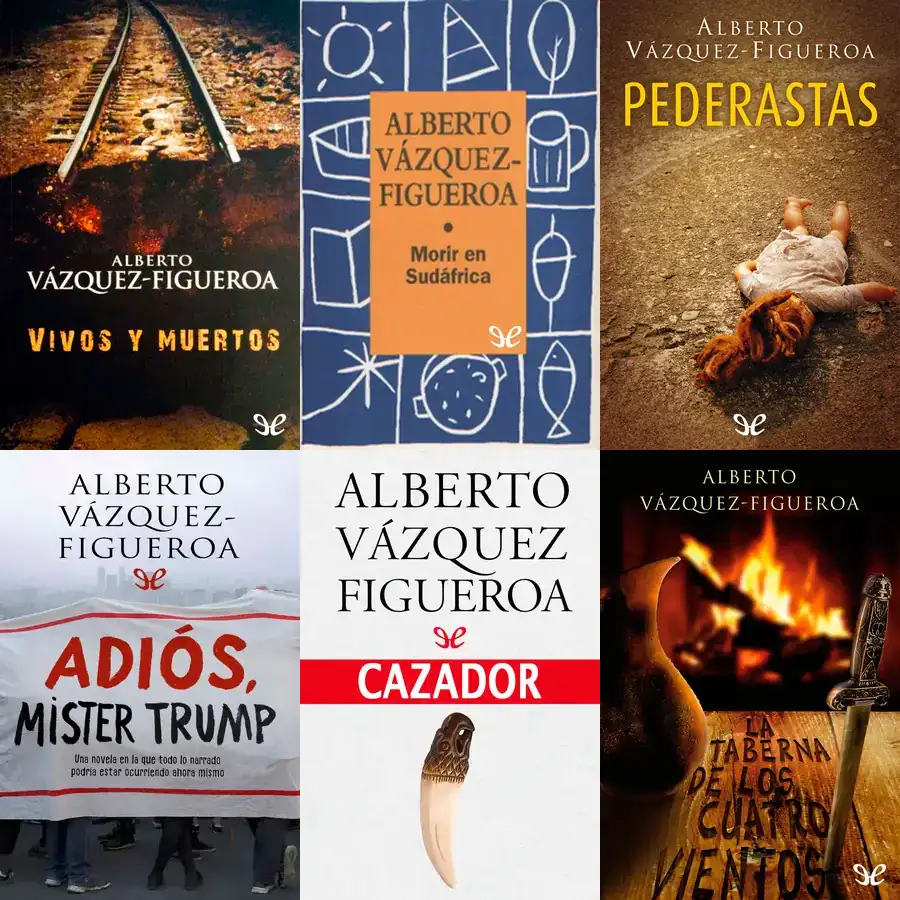 ALBERTO
VÁZQUEZ-FIGUEROA
VIVOS Y MUERTOS
ALBERTO
VÁZQUEZ-
FIGUEROA
•
Morir en
Sudáfrica
ALBERTO
VÁZQUEZ-FIGUEROA
PEDERASTAS
ALBERTO
VÁZQUEZ-
FIGUEROA
ADIÓS,
MISTER TRUMP
Una novela en la que todo lo narrado
podría estar ocurriendo ahora mismo
ALBERTO
VÁZQUEZ
FIGUEROA
CAZADOR
ALBERTO
VÁZQUEZ-FIGUEROA
LA
TABERNA
DE LOS
CUATRO
VIENTOS